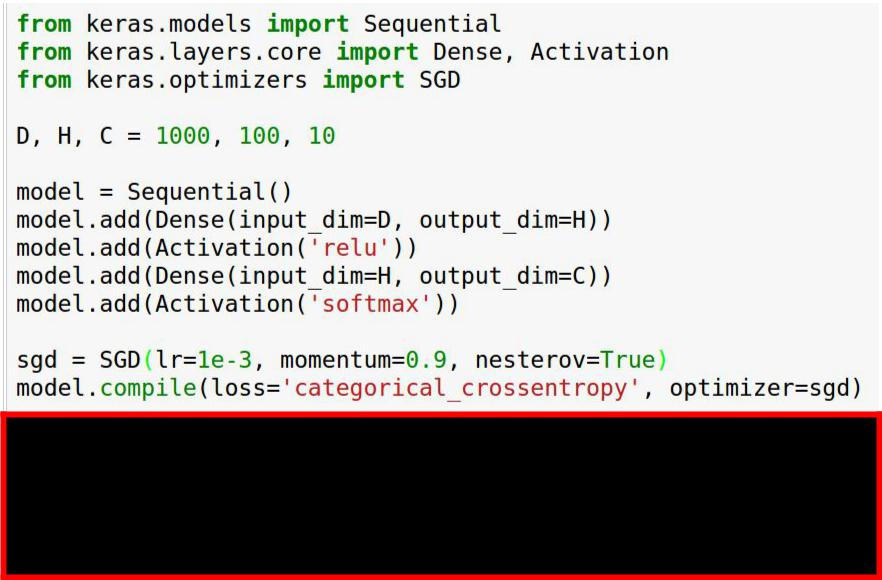 from keras.models import Sequential
from keras.layers.core import Dense, Activation
from keras.optimizers import SGD
D, H, C = 1000, 100, 10
model = Sequential()
model.add(Dense(input_dim=D, output_dim=H))
model.add(Activation('relu'))
model.add(Dense(input_dim=H, output_dim=C))
model.add(Activation('softmax'))
sgd = SGD(lr=1e-3, momentum=0.9, nesterov=True)
model.compile(loss='categorical_crossentropy', optimizer=sgd)